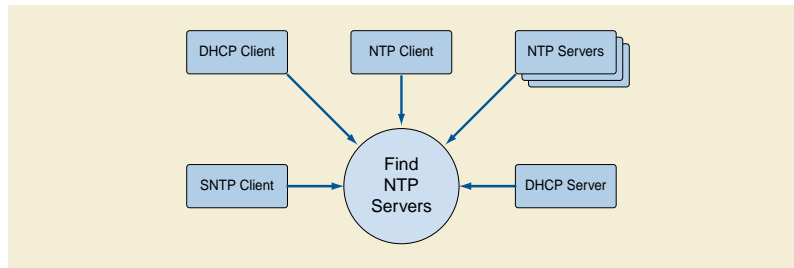 DHCP Client
NTP Client
NTP Servers
Find
NTP
Servers
SNTP Client
DHCP Server